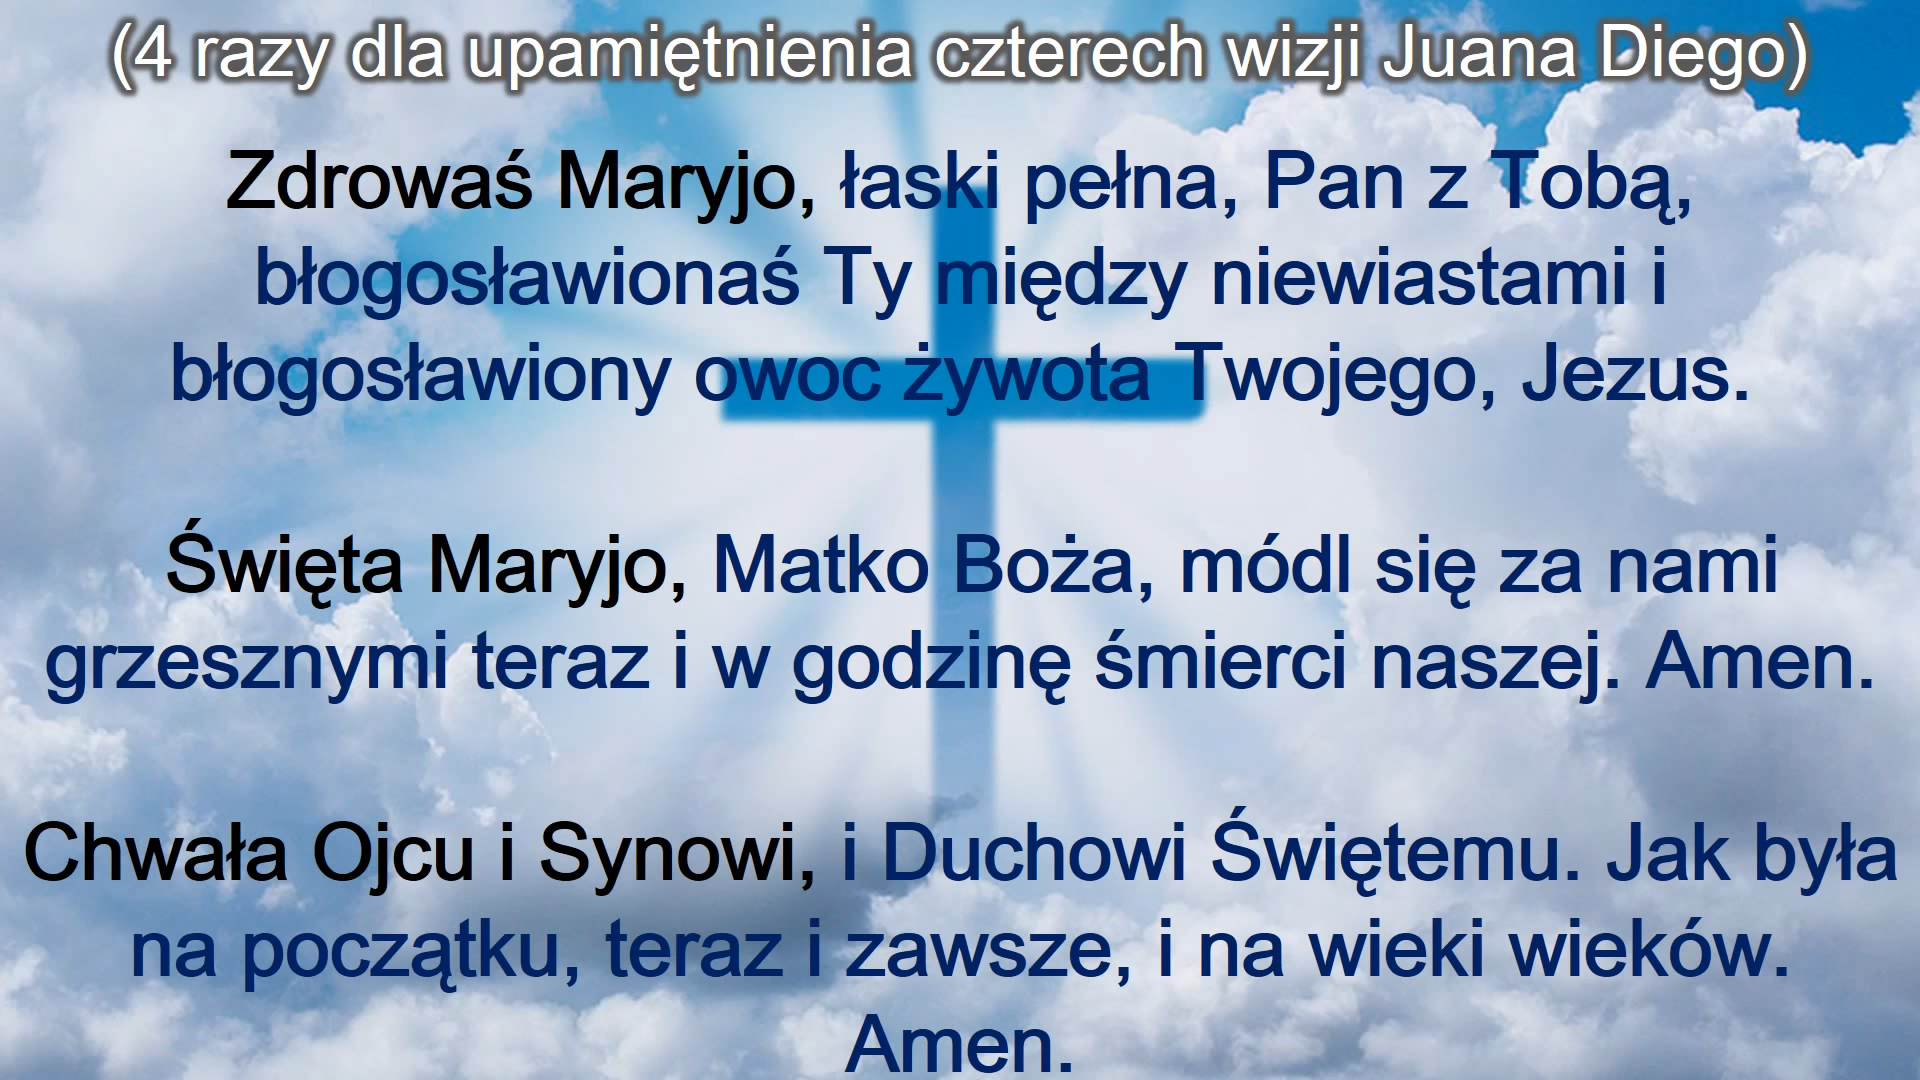 (4 razy dla upamiętnienia czterech wizji Juana Diego)
Zdrowaś Maryjo, łaski pełna, Pan z Tobą,
błogosławionaś Ty między niewiastami i
błogosławiony owoc żywota Twojego, Jezus.
Święta Maryjo, Matko Boża, módl się za nami
grzesznymi teraz i w godzinę śmierci naszej. Amen.
Chwała Ojcu i Synowi, i Duchowi Świętemu. Jak była
na początku, teraz i zawsze, i na wieki wieków.
Amen.